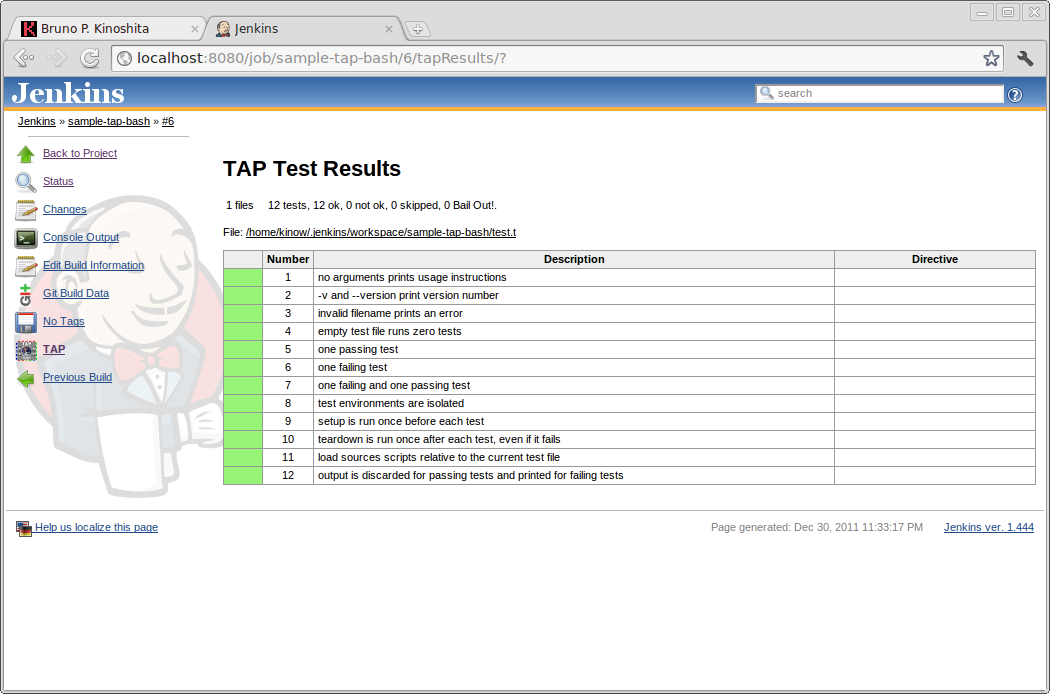 Bruno P. Kinoshita
Jenkins
localhost:8080/job/sample-tap-bash/6/tapResults/?
Jenkins
search
Jenkins » sample-tap-bash » #6
Back to Project
Status
Changes
Console Output
Edit Build Information
Git Build Data
No Tags
TAP
Previous Build
TAP Test Results
1 files 12 tests, 12 ok, 0 not ok, 0 skipped, 0 Bail Out!.
File: /home/kinow/.jenkins/workspace/sample-tap-bash/test.t
Number Description Directive
1 no arguments prints usage instructions
2 -v and --version print version number
3 invalid filename prints an error
4 empty test file runs zero tests
5 one passing test
6 one failing test
7 one failing and one passing test
8 test environments are isolated
9 setup is run once before each test
10 teardown is run once after each test, even if it fails
11 load sources scripts relative to the current test file
12 output is discarded for passing tests and printed for failing tests
Help us localize this page
Page generated: Dec 30, 2011 11:33:17 PM Jenkins ver. 1.444